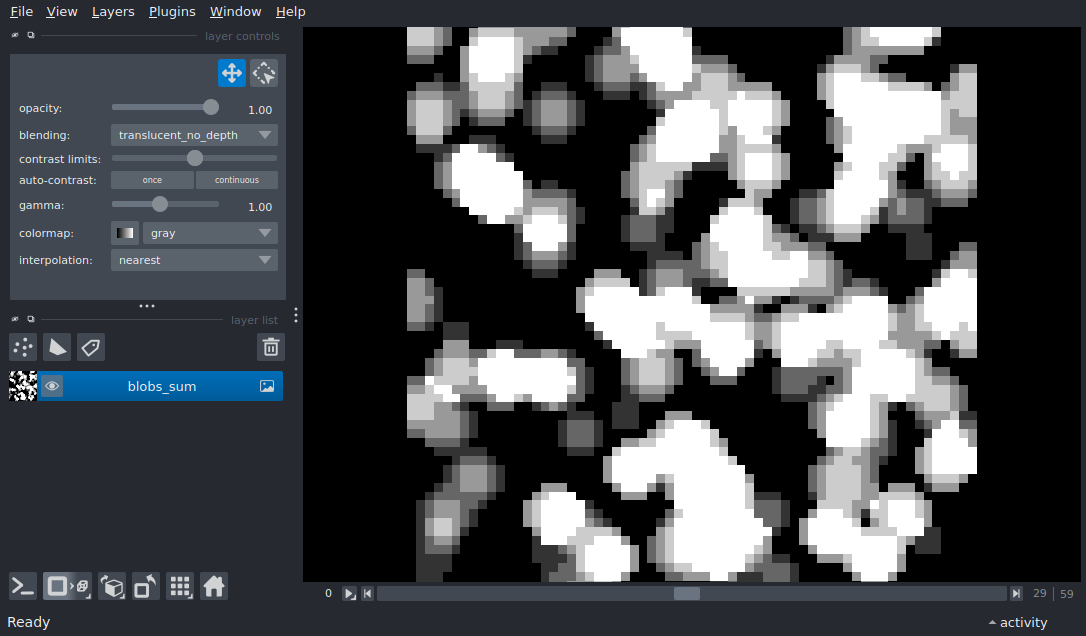 File View Layers Plugins Window Help
layer controls
opacity: 1.00
blending: translucent_no_depth
contrast limits:
auto-contrast: once continuous
gamma: 1.00
colormap: gray
interpolation: nearest
layer list
blobs_sum
0 29 59
Ready activity